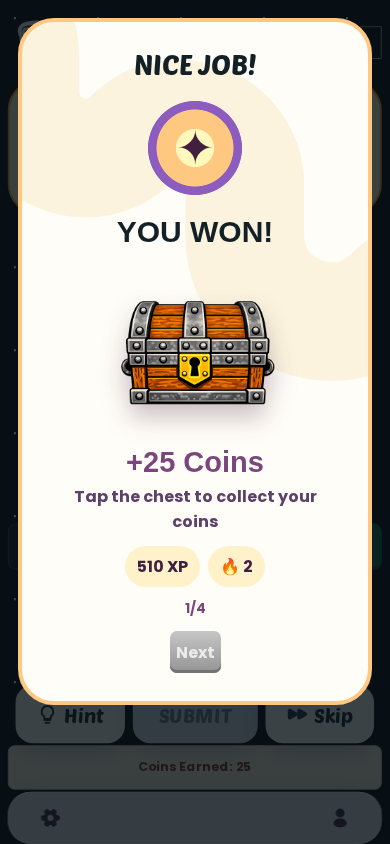 NICE JOB!
YOU WON!
+25 Coins
Tap the chest to collect your
coins
510 XP
🔥 2
1/4
Next
Hint
SUBMIT
Skip
Coins Earned: 25